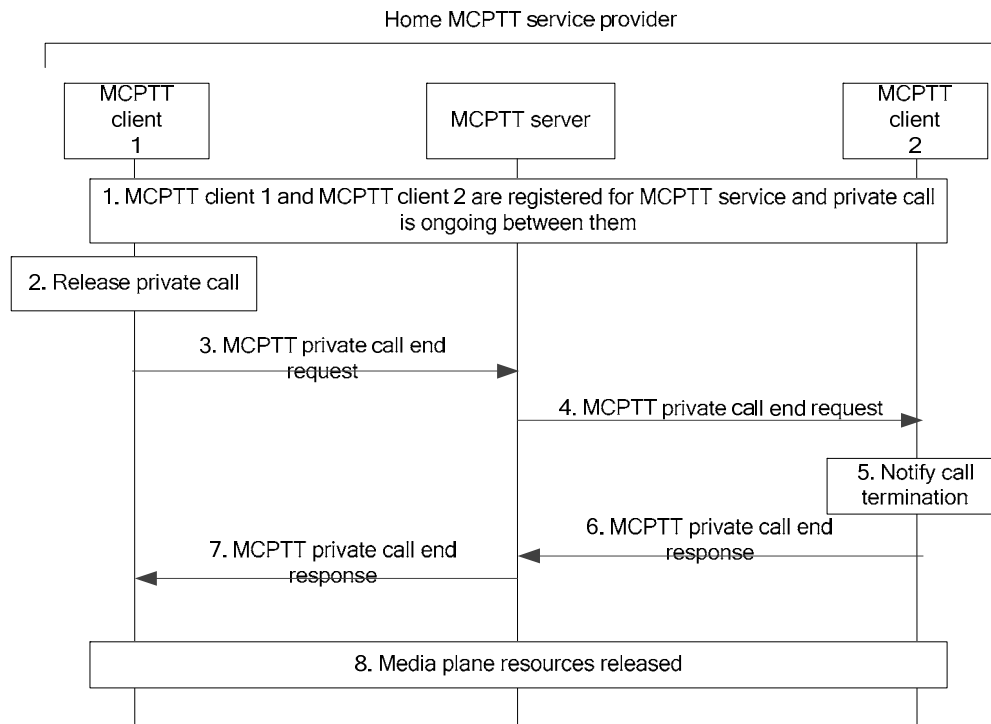 Home MCPTT service provider
MCPTT
client
1
MCPTT server
MCPTT
client
2
1. MCPTT client 1 and MCPTT client 2 are registered for MCPTT service and private call
is ongoing between them
2. Release private call
3. MCPTT private call end
request
4. MCPTT private call end request
5. Notify call
termination
6. MCPTT private call end
response
7. MCPTT private call end
response
8. Media plane resources released